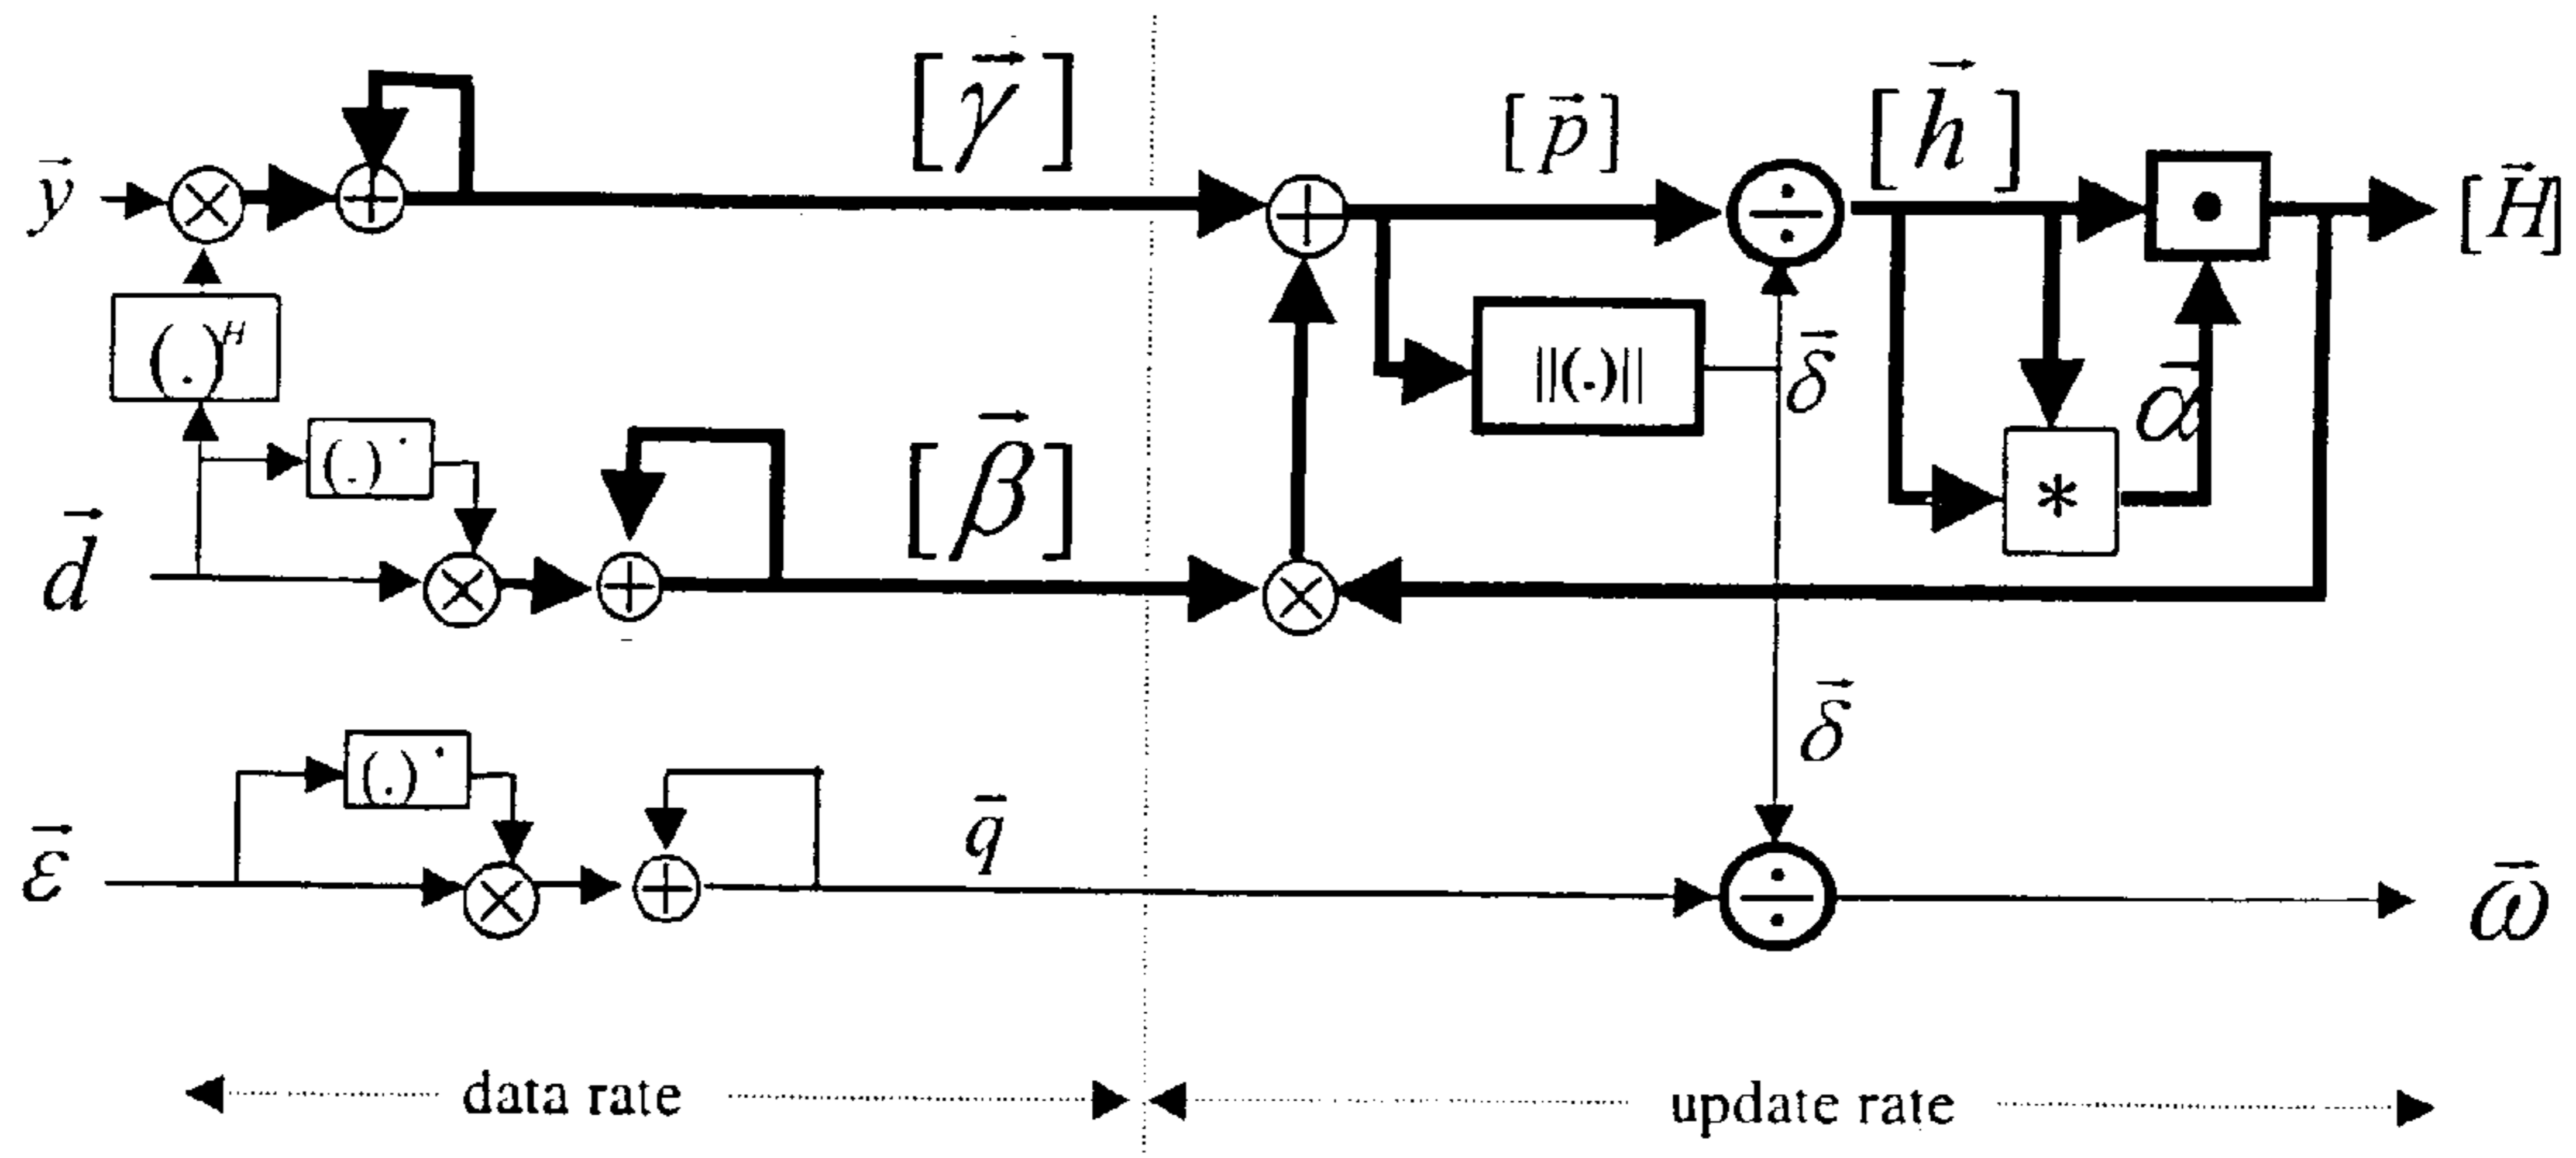 [γ⃗]
[p⃗]
[h⃗]
y⃗
÷
•
[H⃗]
(.)ᴴ
||(.)||
δ⃗
α⃗
(.)*
[β⃗]
*
d⃗
δ⃗
(.)*
q⃗
ε⃗
÷
ω⃗
data rate
update rate